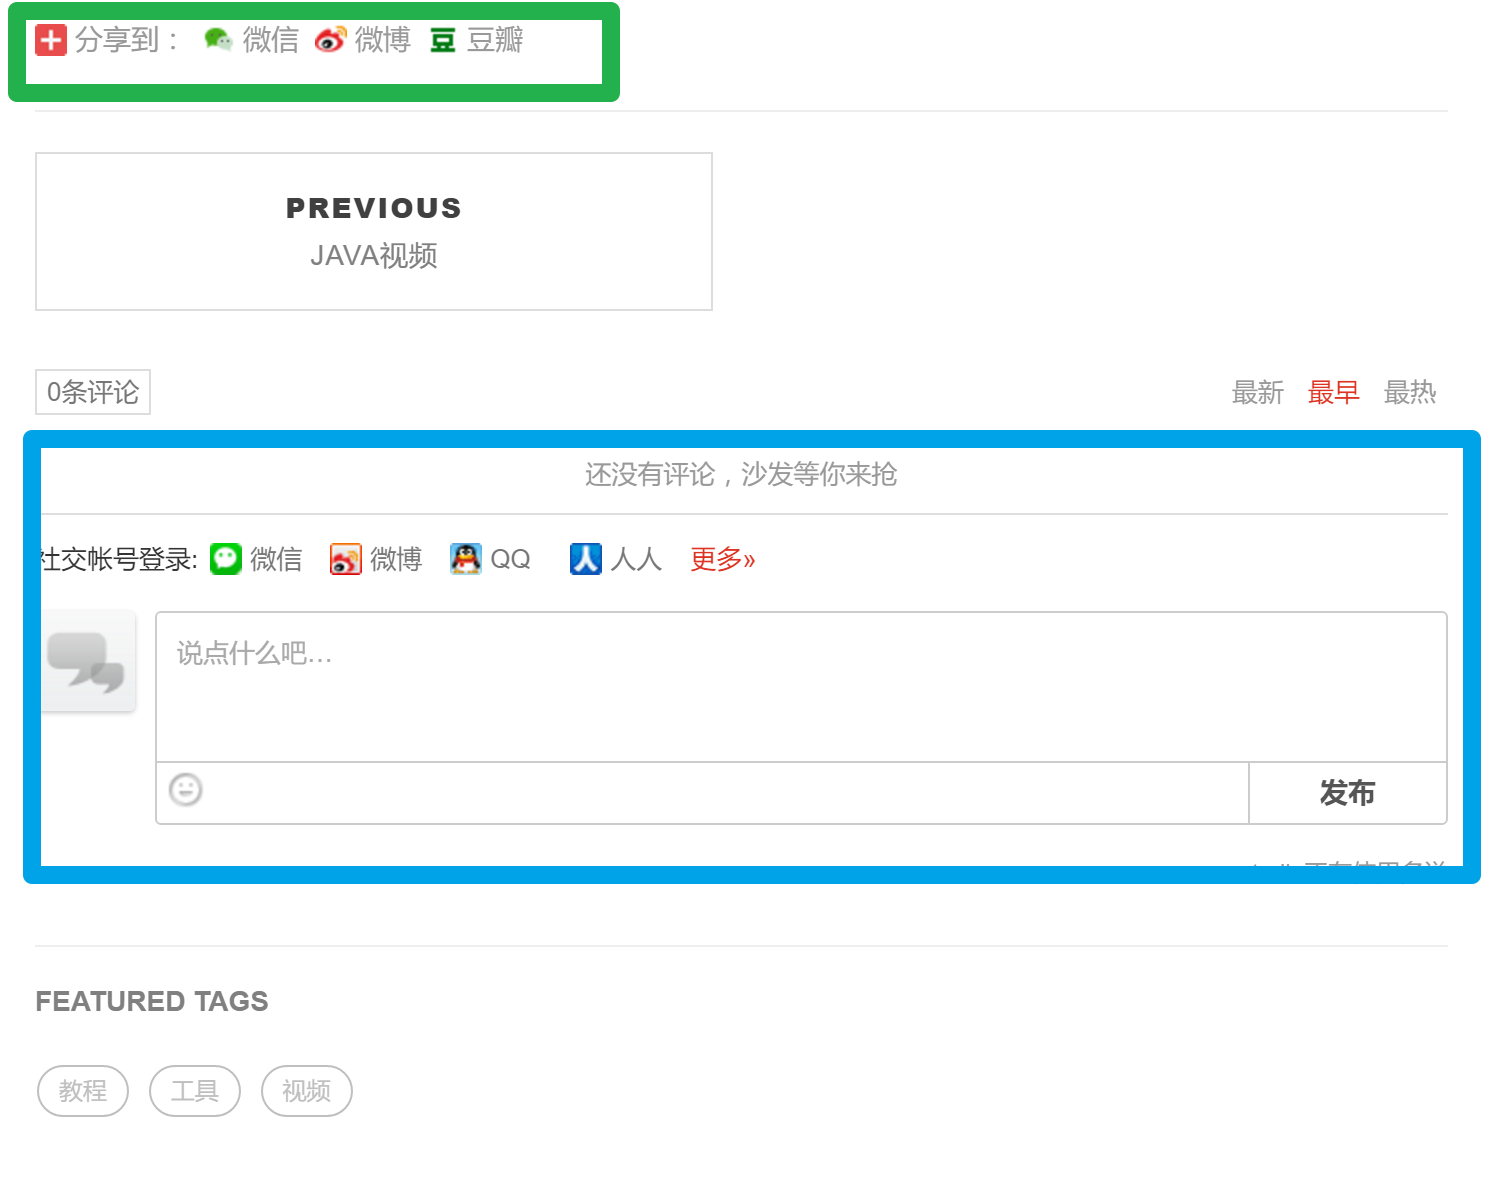 分享到： 微信 微博 豆瓣
PREVIOUS
JAVA视频
0条评论 最新 最早 最热
还没有评论，沙发等你来抢
社交帐号登录: 微信 微博 QQ 人人 更多»
说点什么吧…
发布
FEATURED TAGS
教程 工具 视频